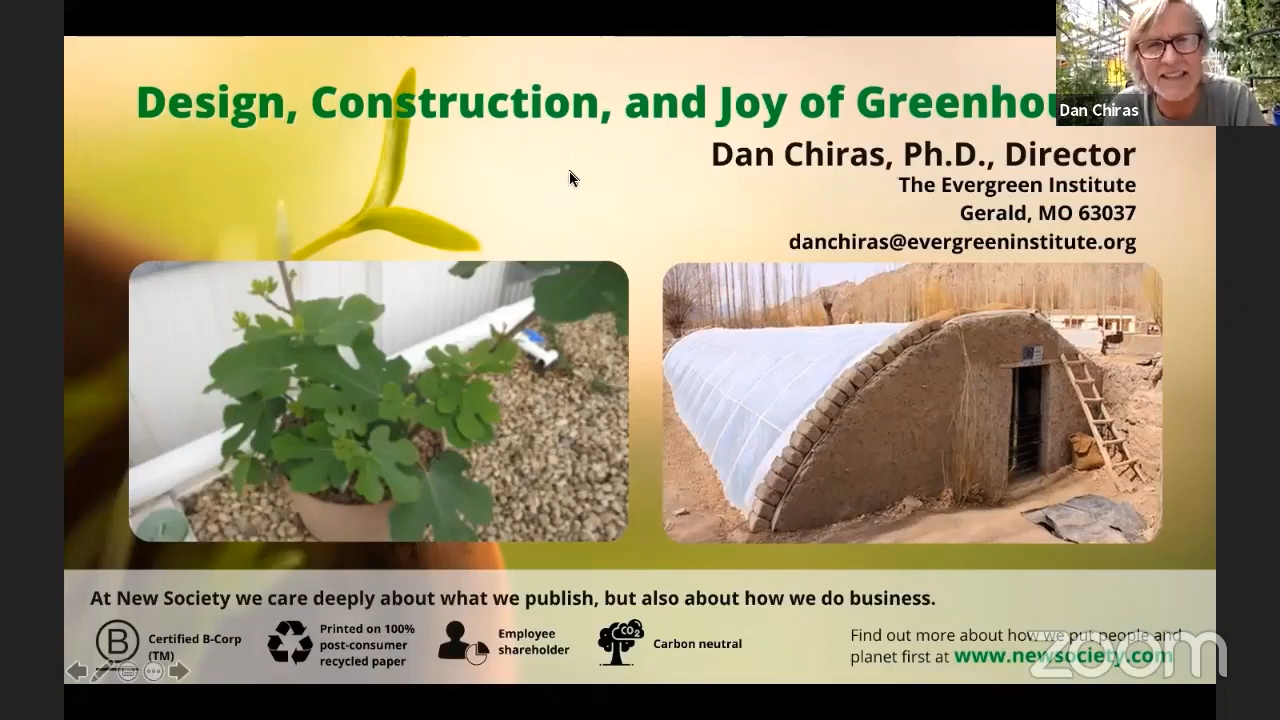 Design, Construction, and Joy of Greenhou
Dan Chiras
Dan Chiras, Ph.D., Director
The Evergreen Institute
Gerald, MO 63037
danchiras@evergreeninstitute.org
At New Society we care deeply about what we publish, but also about how we do business.
B
Certified B-Corp
(TM)
Printed on 100%
post-consumer
recycled paper
Employee
shareholder
CO2
Carbon neutral
Find out more about how we put people and
planet first at www.newsociety.com
zoom